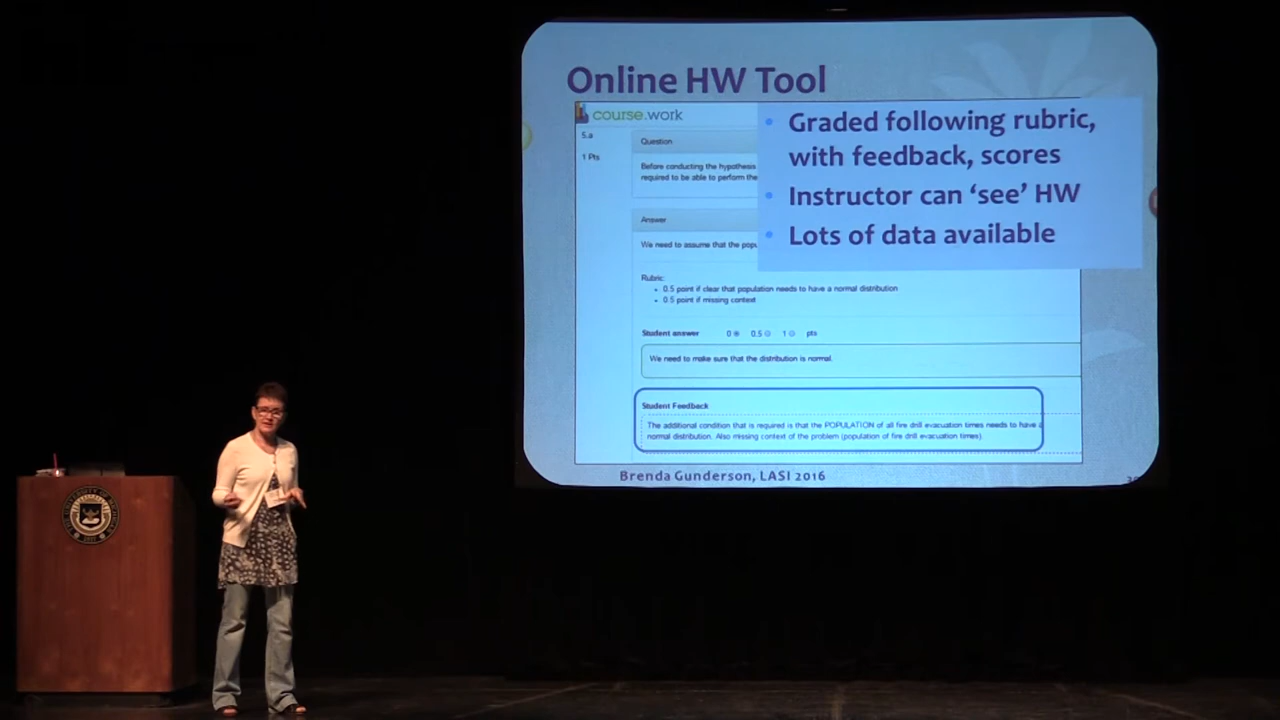 Online HW Tool
course.work
5.a
1 Pts
Question
Before conducting the hypothesis
required to be able to perform the
Answer
We need to assume that the popu
Rubric:
• 0.5 point if clear that population needs to have a normal distribution
• 0.5 point if missing context
Student answer 0 0.5 1 pts
We need to make sure that the distribution is normal.
Student Feedback
The additional condition that is required is that the POPULATION of all fire drill evacuation times needs to have a
normal distribution. Also missing context of the problem (population of fire drill evacuation times).
• Graded following rubric,
with feedback, scores
• Instructor can ‘see’ HW
• Lots of data available
Brenda Gunderson, LASI 2016
THE UNIVERSITY OF MICHIGAN
1817